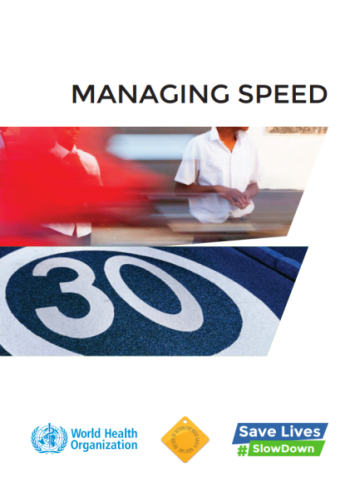 MANAGING SPEED
30
World Health
Organization
Save Lives
#SlowDown